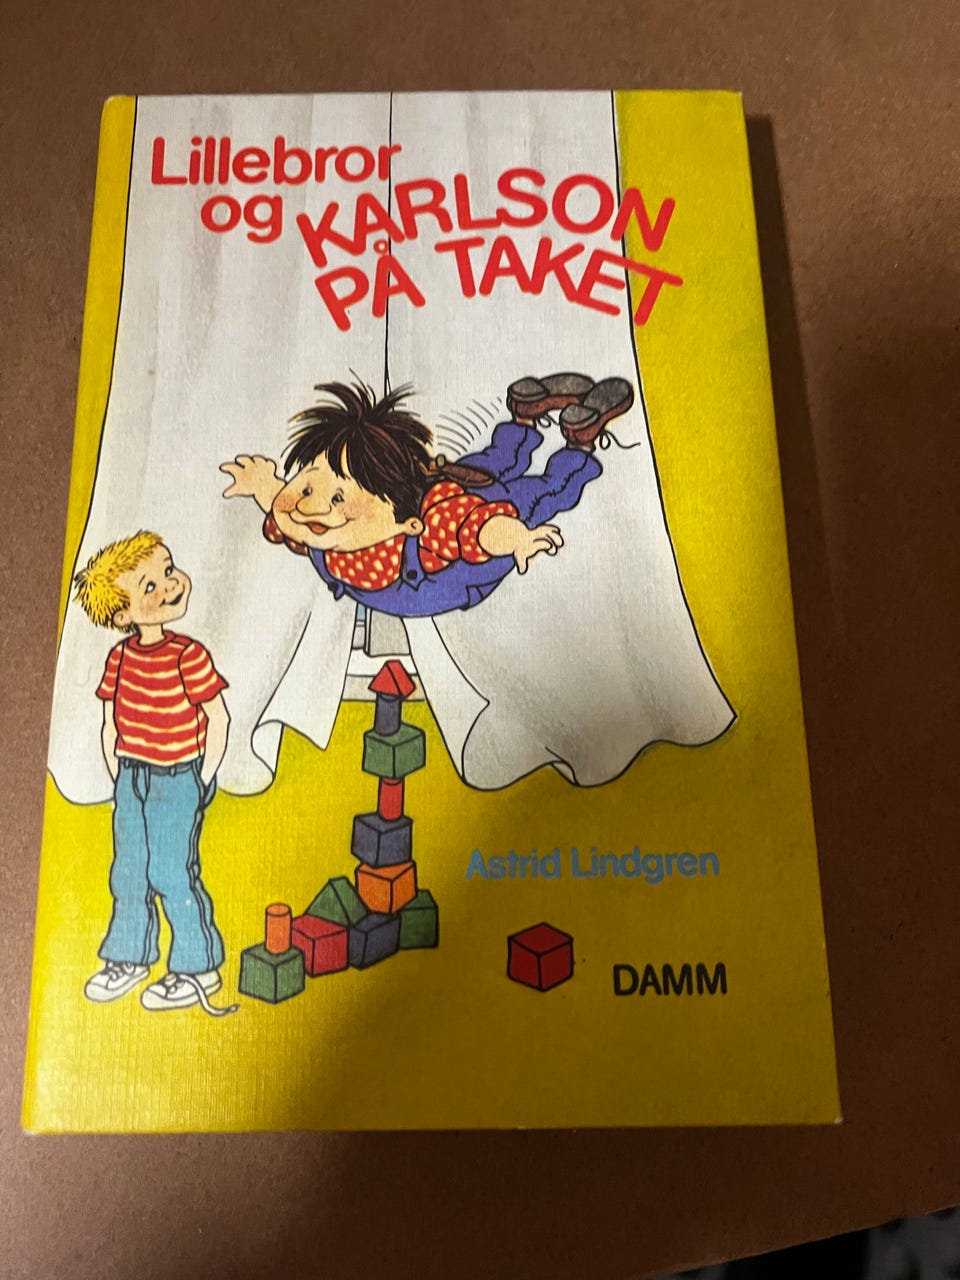 Lillebror
og KARLSON
PÅ TAKET
Astrid Lindgren
DAMM